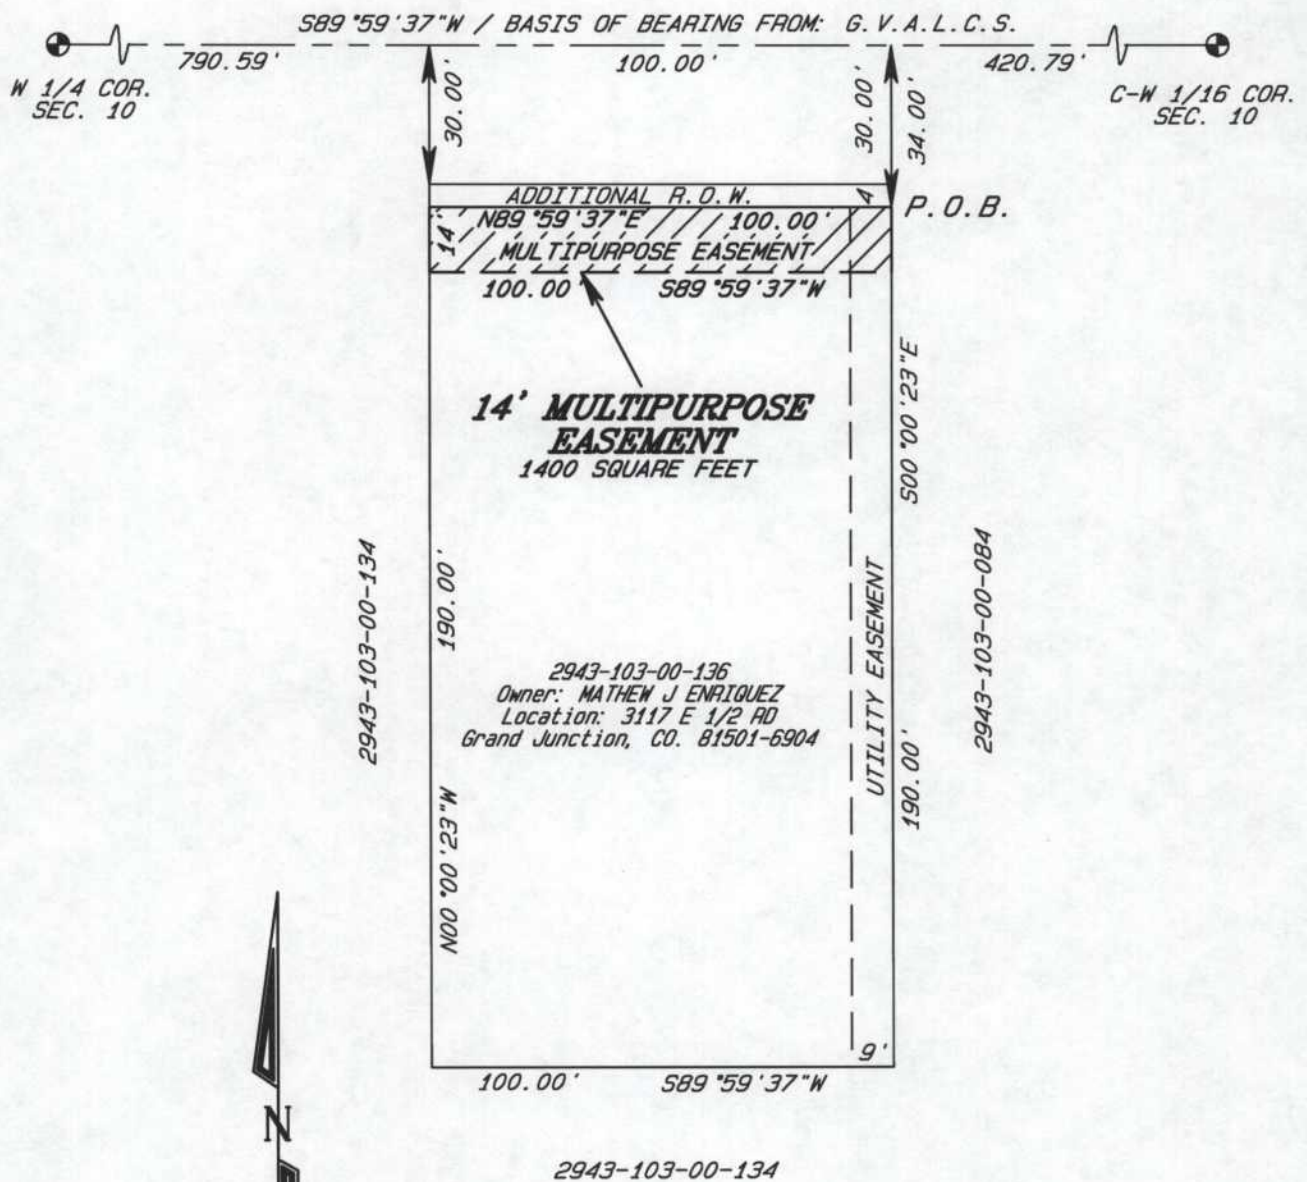 S89°59'37"W / BASIS OF BEARING FROM: G.V.A.L.C.S.
790.59'
100.00'
420.79'
W 1/4 COR.
SEC. 10
C-W 1/16 COR.
SEC. 10
30.00'
30.00'
34.00'
ADDITIONAL R.O.W.
4
P.O.B.
14'
N89°59'37"E
100.00'
MULTIPURPOSE EASEMENT
100.00'
S89°59'37"W
14' MULTIPURPOSE
EASEMENT
1400 SQUARE FEET
S00°00'23"E
190.00'
UTILITY EASEMENT
2943-103-00-134
190.00'
N00°00'23"W
2943-103-00-084
2943-103-00-136
Owner: MATHEW J ENRIQUEZ
Location: 3117 E 1/2 RD
Grand Junction, CO. 81501-6904
9'
100.00'
S89°59'37"W
N
2943-103-00-134